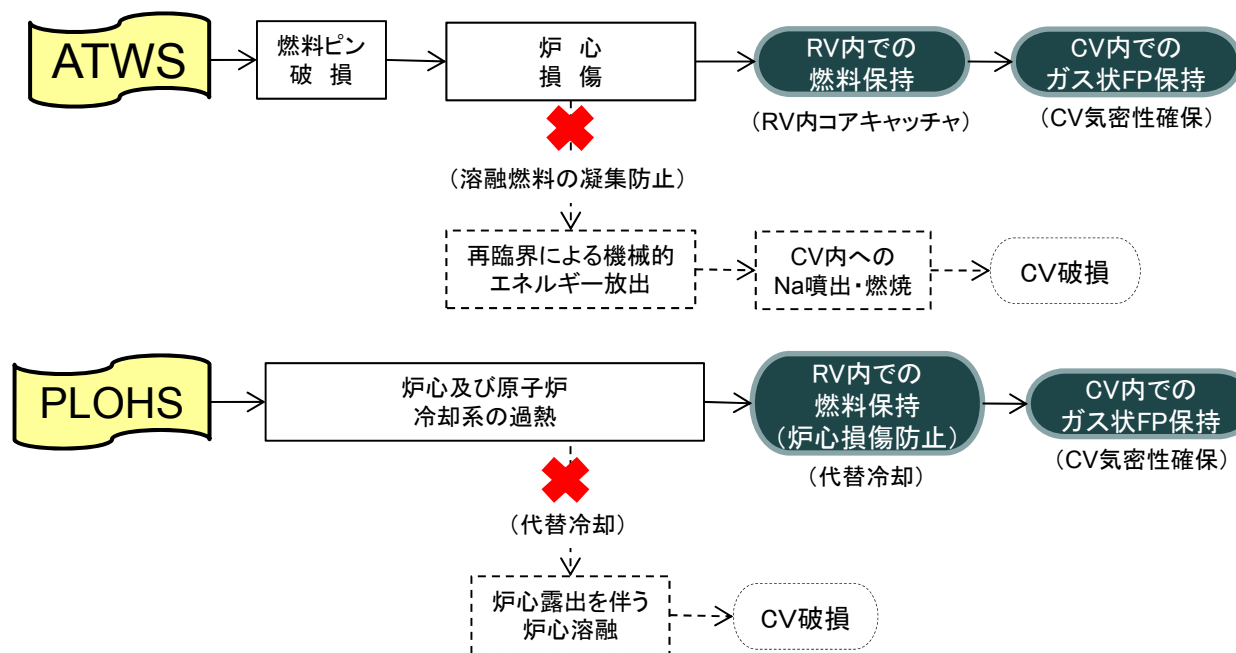 ATWS
燃料ピン
破 損
炉 心
損 傷
RV内での
燃料保持
(RV内コアキャッチャ)
CV内での
ガス状FP保持
(CV気密性確保)
(溶融燃料の凝集防止)
再臨界による機械的
エネルギー放出
CV内への
Na噴出・燃焼
CV破損
PLOHS
炉心及び原子炉
冷却系の過熱
RV内での
燃料保持
(炉心損傷防止)
(代替冷却)
CV内での
ガス状FP保持
(CV気密性確保)
(代替冷却)
炉心露出を伴う
炉心溶融
CV破損